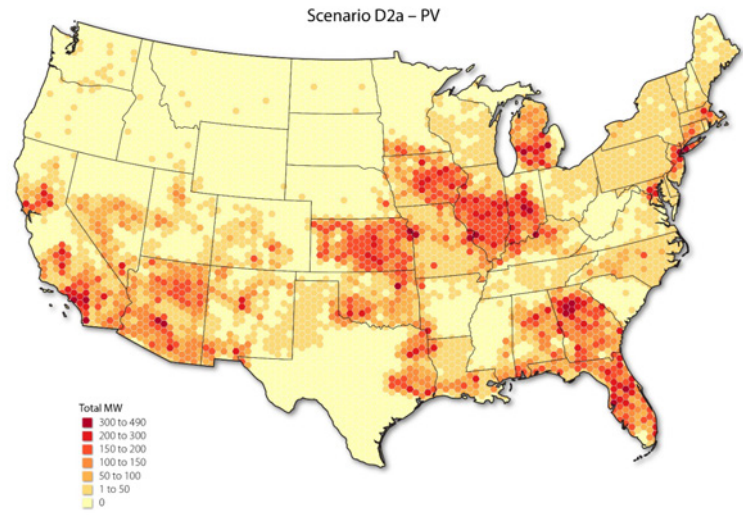 Scenario D2a – PV
Total MW
300 to 490
200 to 300
150 to 200
100 to 150
50 to 100
1 to 50
0